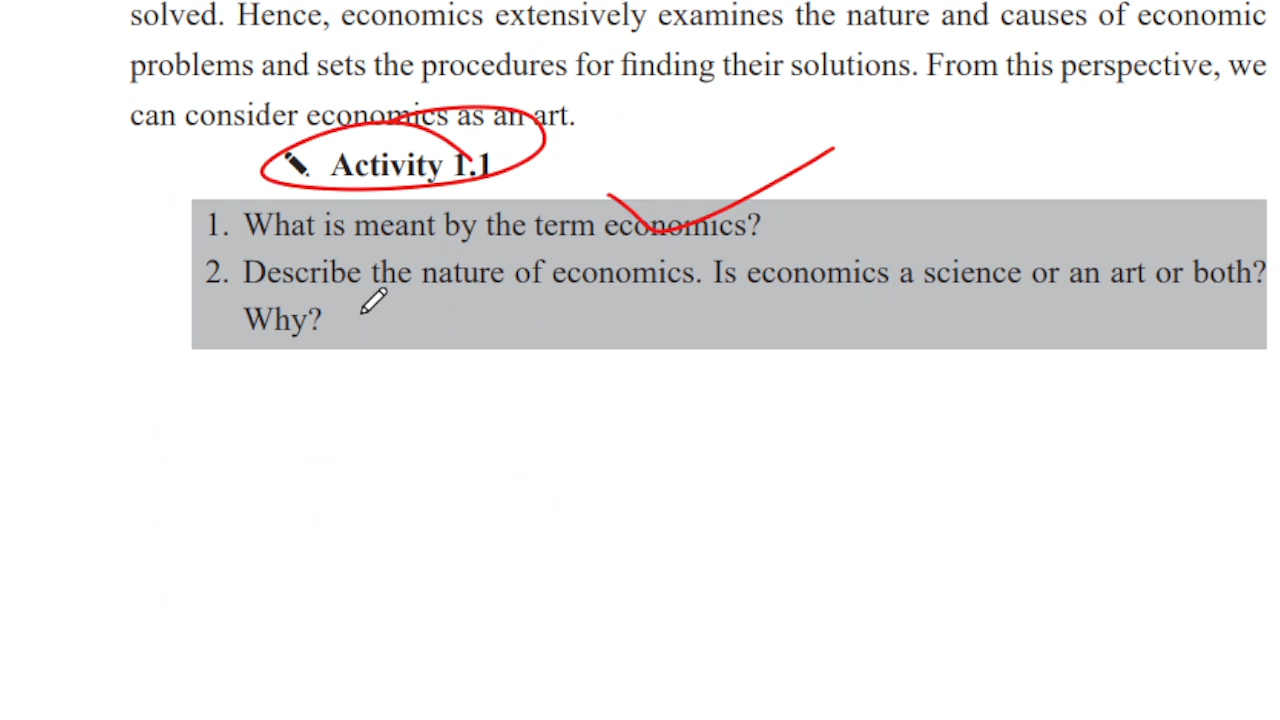 solved. Hence, economics extensively examines the nature and causes of economic
problems and sets the procedures for finding their solutions. From this perspective, we
can consider economics as an art.
Activity 1.1
1. What is meant by the term economics?
2. Describe the nature of economics. Is economics a science or an art or both?
Why?